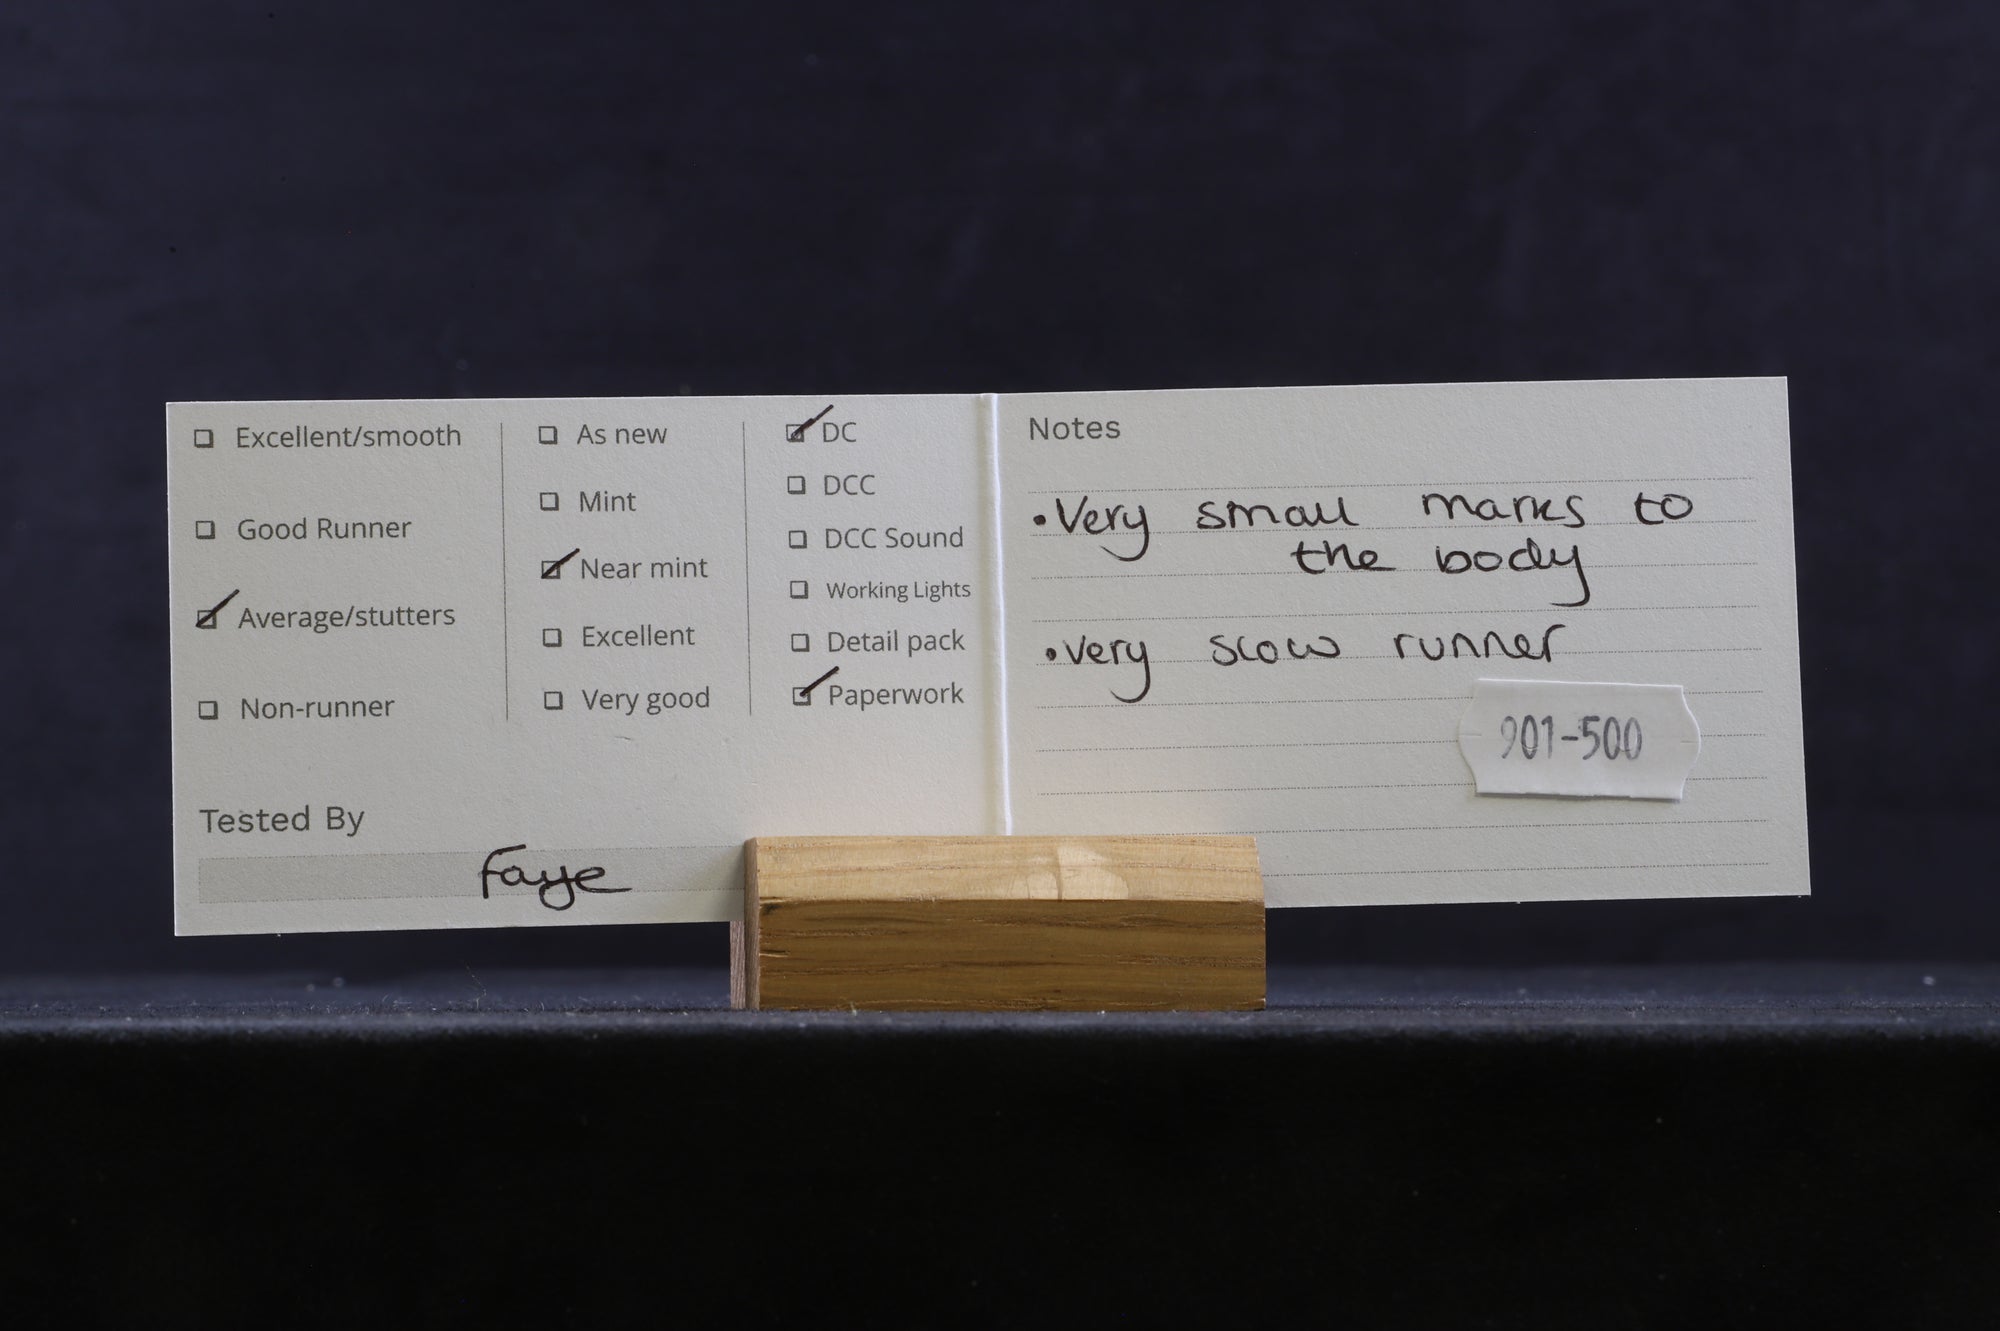 Excellent/smooth
Good Runner
Average/stutters
Non-runner
As new
Mint
Near mint
Excellent
Very good
DC
DCC
DCC Sound
Working Lights
Detail pack
Paperwork
Tested By
Faye
Notes
• Very small marks to
the body
• Very slow runner
901-500